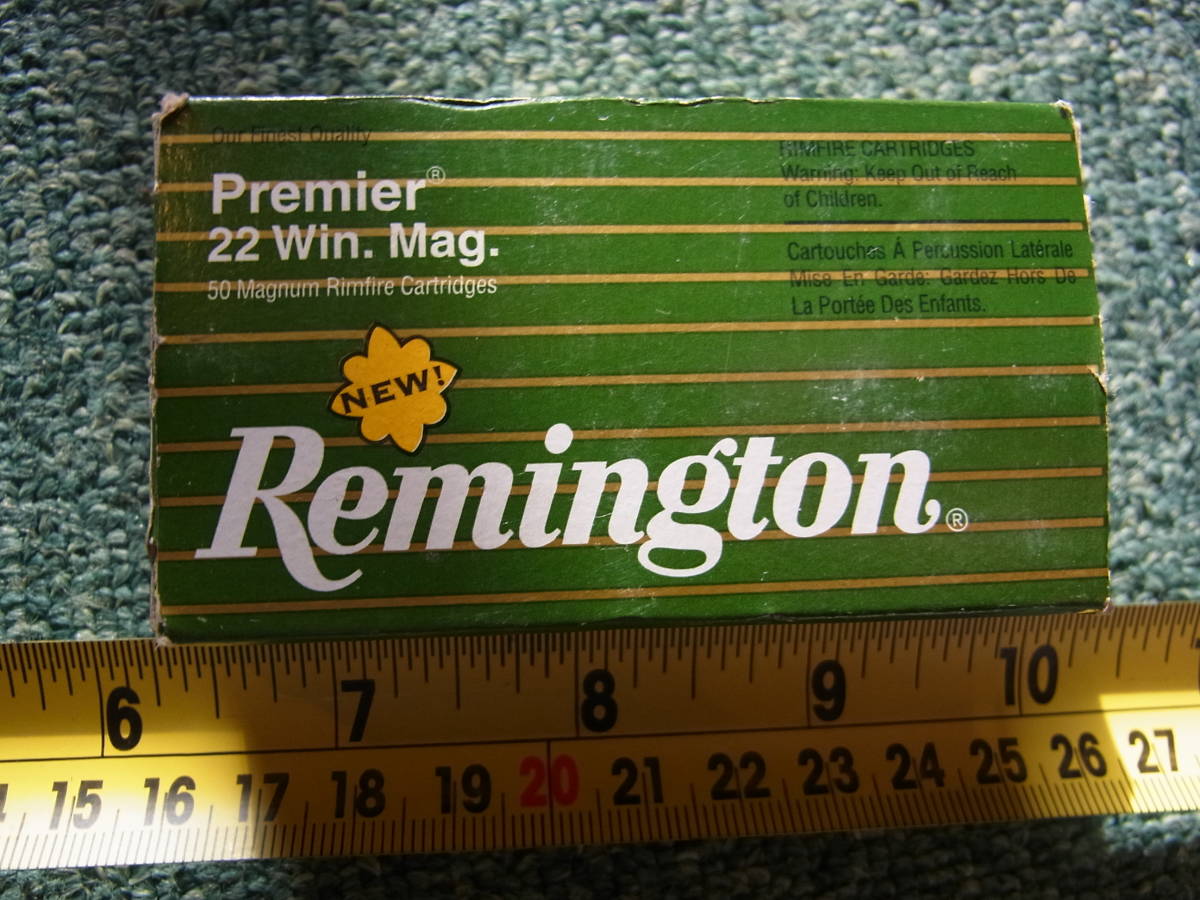 Our Finest Quality
Premier®
22 Win. Mag.
50 Magnum Rimfire Cartridges
RIMFIRE CARTRIDGES
Warning: Keep Out of Reach
of Children.
Cartouches Á Percussion Latérale
Mise En Garde: Gardez Hors De
La Portée Des Enfants.
NEW!
Remington®
6 7 8 9 10
15 16 17 18 19 20 21 22 23 24 25 26 27